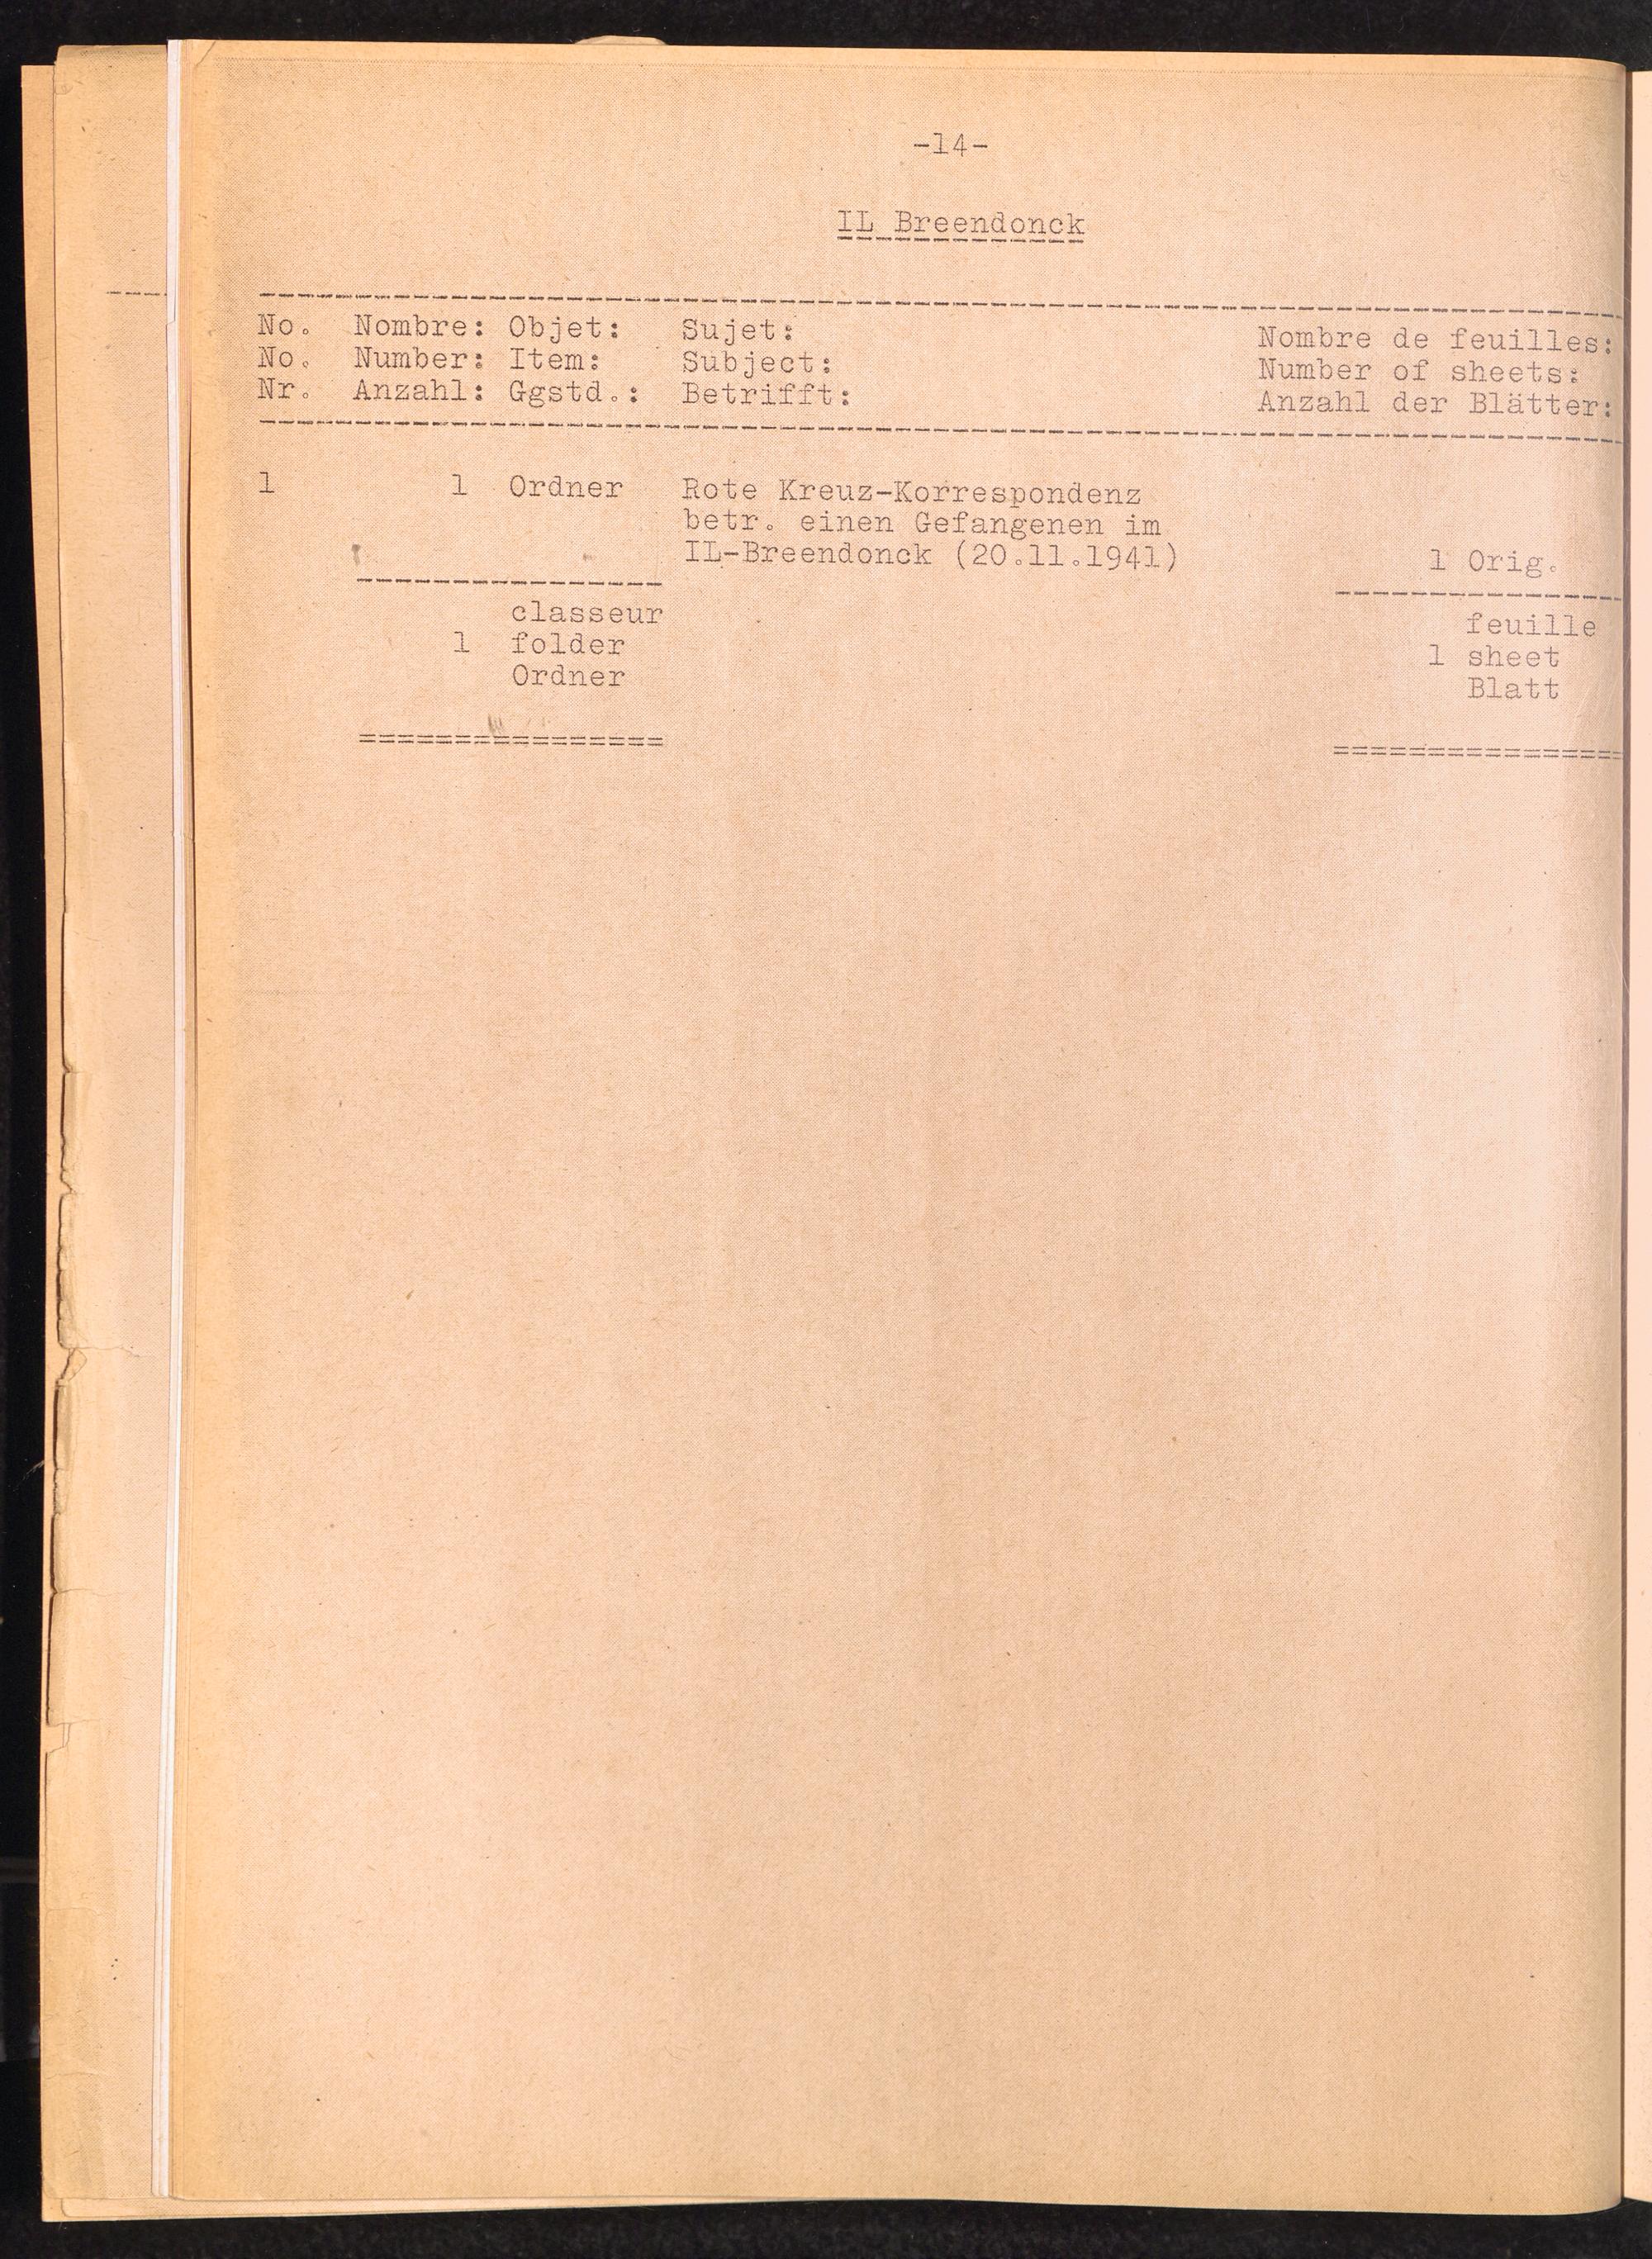 -14-
IL Breendonck
No. Nombre: Objet: Sujet: Nombre de feuilles:
No. Number: Item: Subject: Number of sheets:
Nr. Anzahl: Ggstd.: Betrifft: Anzahl der Blätter:
1 1 Ordner Rote Kreuz-Korrespondenz
betr. einen Gefangenen im
IL-Breendonck (20.11.1941) 1 Orig.
classeur feuille
1 folder 1 sheet
Ordner Blatt